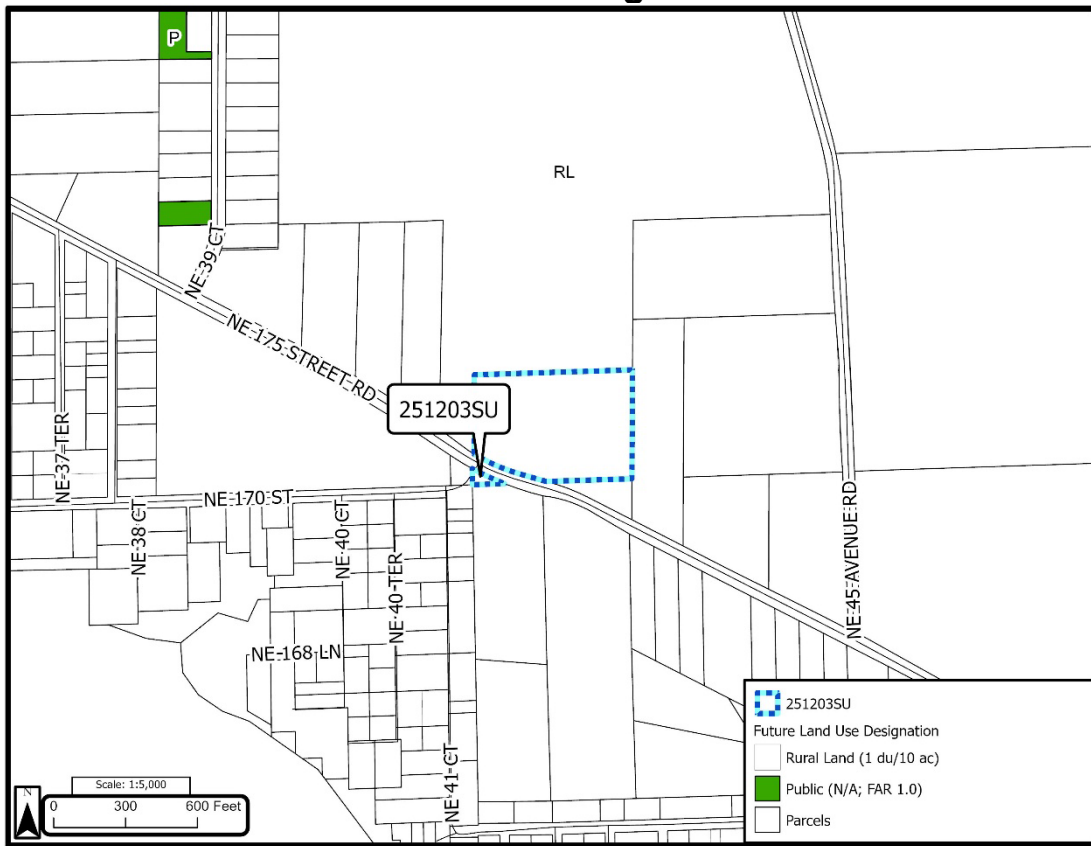 P
RL
NE 39 CT
NE 175 STREET RD
251203SU
NE 37 TER
NE 170 ST
NE 38 CT
NE 40 CT
NE 40 TER
NE 45 AVENUE RD
NE 168 LN
NE 41 CT
251203SU
Future Land Use Designation
Rural Land (1 du/10 ac)
Public (N/A; FAR 1.0)
Parcels
N
Scale: 1:5,000
0 300 600 Feet